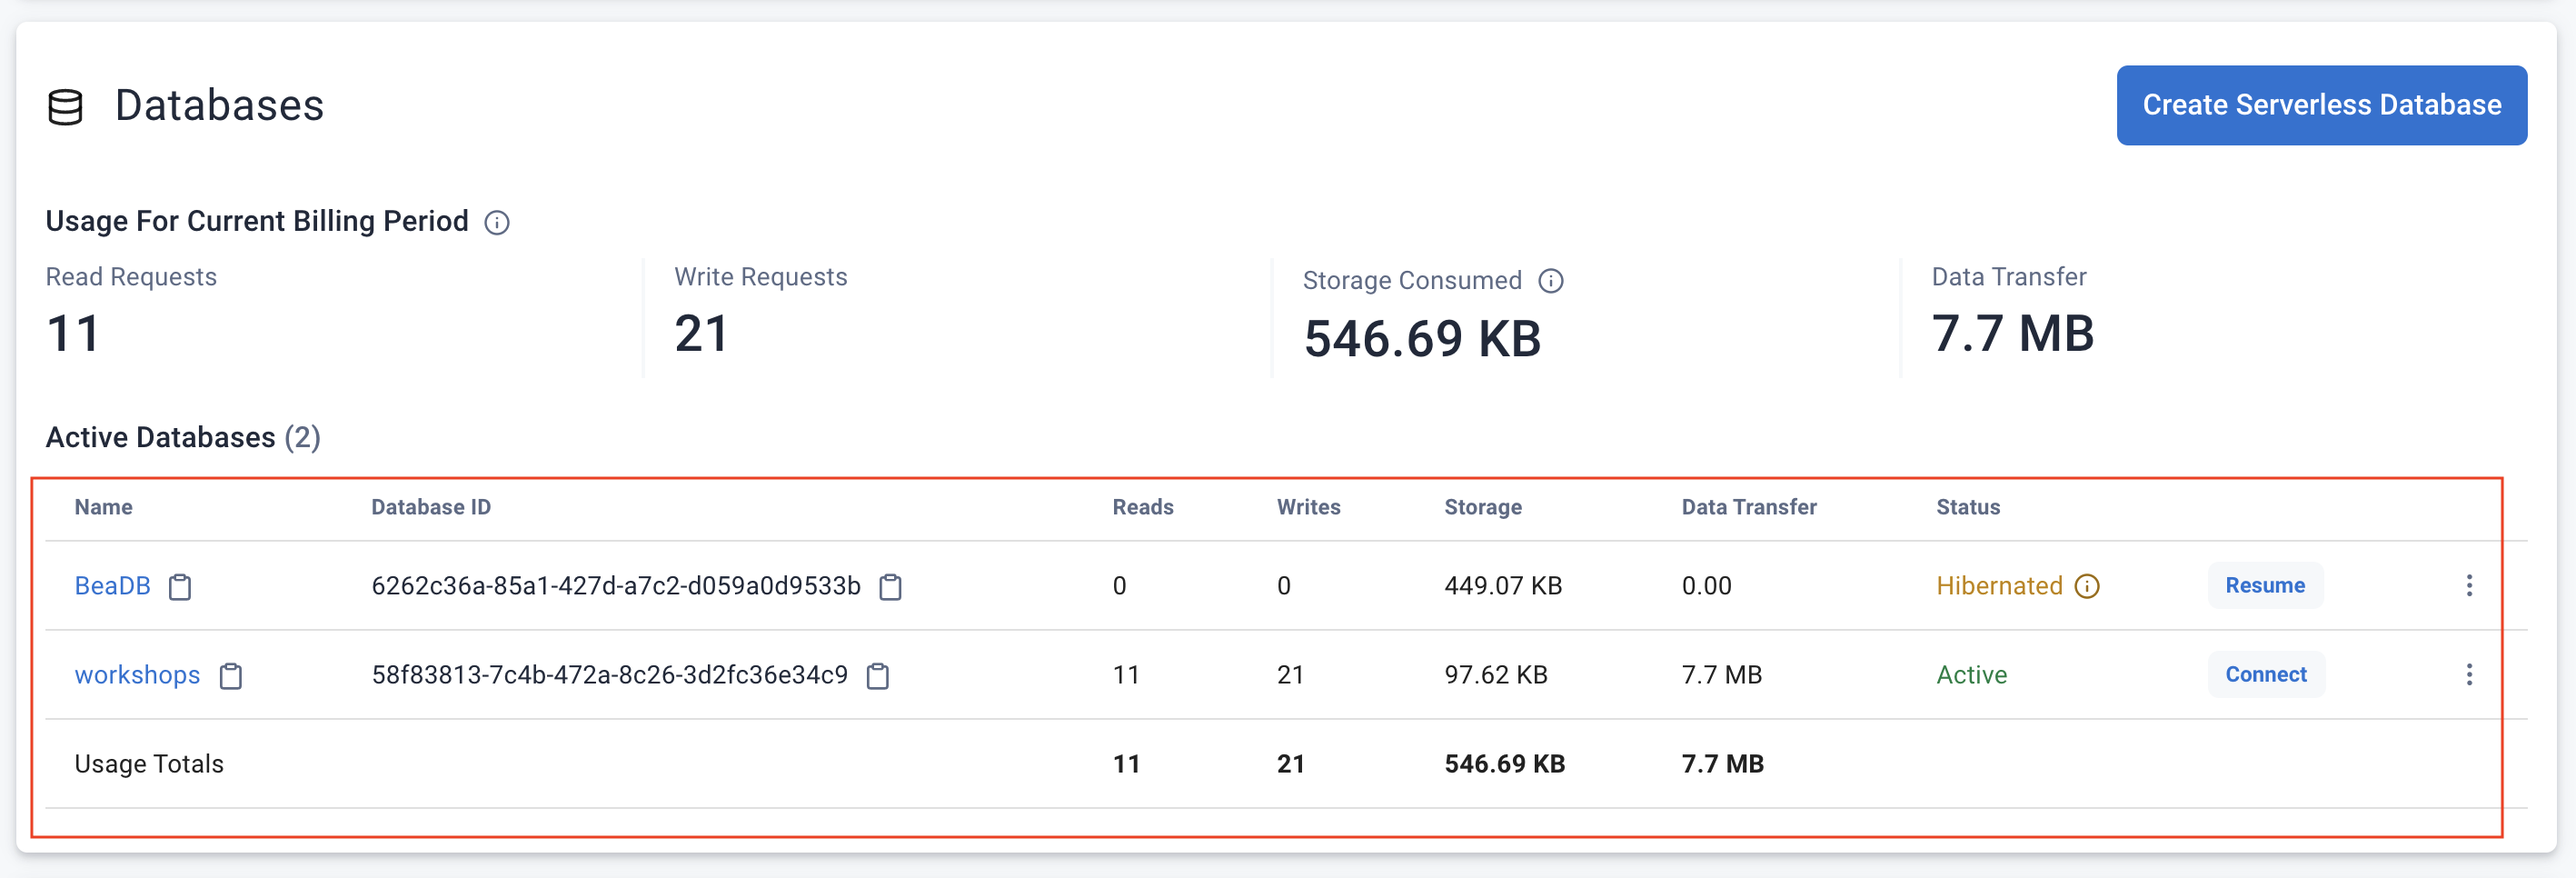 Databases
Create Serverless Database
Usage For Current Billing Period
Read Requests
11
Write Requests
21
Storage Consumed
546.69 KB
Data Transfer
7.7 MB
Active Databases (2)
Name Database ID Reads Writes Storage Data Transfer Status
BeaDB 6262c36a-85a1-427d-a7c2-d059a0d9533b 0 0 449.07 KB 0.00 Hibernated Resume
workshops 58f83813-7c4b-472a-8c26-3d2fc36e34c9 11 21 97.62 KB 7.7 MB Active Connect
Usage Totals 11 21 546.69 KB 7.7 MB